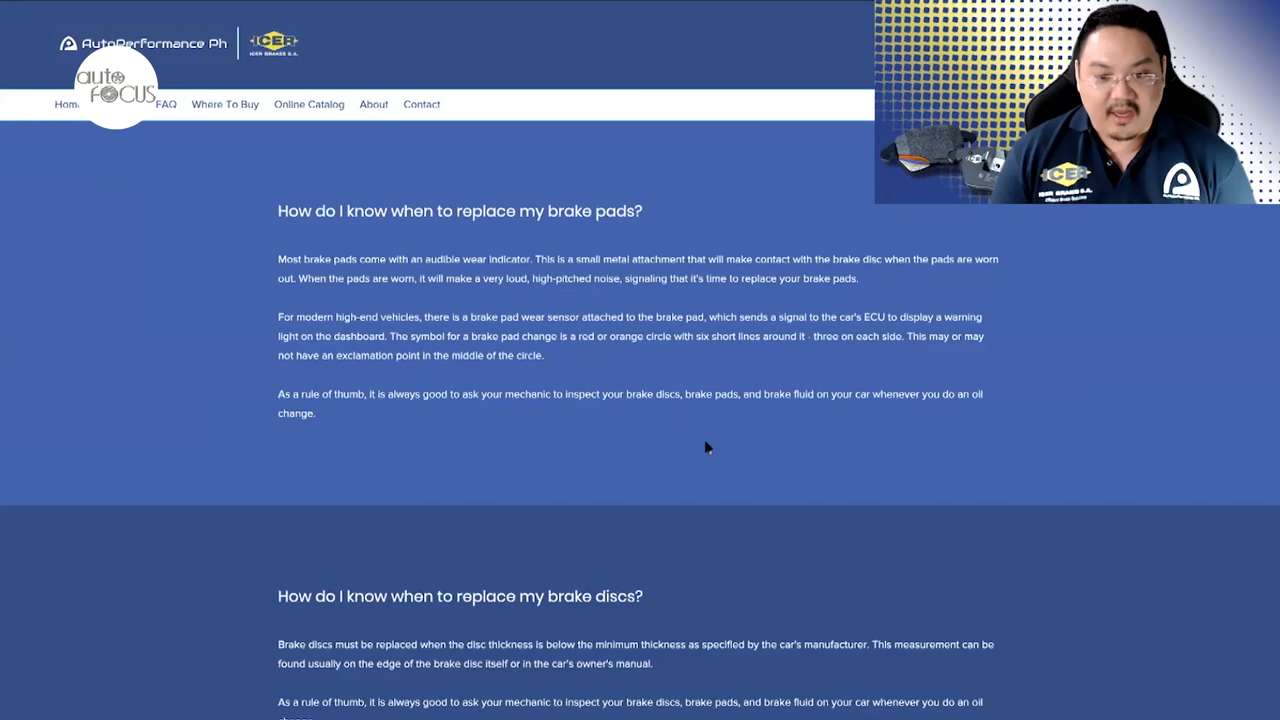 AutoPerformance Ph
ICER
ICER BRAKES S.A.
auto
FOCUS
Home FAQ Where To Buy Online Catalog About Contact
ICER
ICER BRAKES S.A.
How do I know when to replace my brake pads?
Most brake pads come with an audible wear indicator. This is a small metal attachment that will make contact with the brake disc when the pads are worn
out. When the pads are worn, it will make a very loud, high-pitched noise, signaling that it's time to replace your brake pads.
For modern high-end vehicles, there is a brake pad wear sensor attached to the brake pad, which sends a signal to the car's ECU to display a warning
light on the dashboard. The symbol for a brake pad change is a red or orange circle with six short lines around it - three on each side. This may or may
not have an exclamation point in the middle of the circle.
As a rule of thumb, it is always good to ask your mechanic to inspect your brake discs, brake pads, and brake fluid on your car whenever you do an oil
change.
How do I know when to replace my brake discs?
Brake discs must be replaced when the disc thickness is below the minimum thickness as specified by the car's manufacturer. This measurement can be
found usually on the edge of the brake disc itself or in the car's owner's manual.
As a rule of thumb, it is always good to ask your mechanic to inspect your brake discs, brake pads, and brake fluid on your car whenever you do an oil